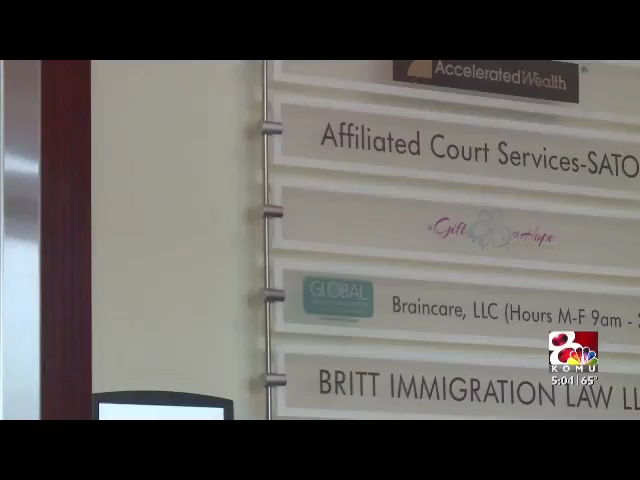 AcceleratedWealth
Affiliated Court Services-SATO
a Gift of Hope
GLOBAL
Braincare, LLC (Hours M-F 9am -
BRITT IMMIGRATION LAW LL
8
KOMU
5:04 65°